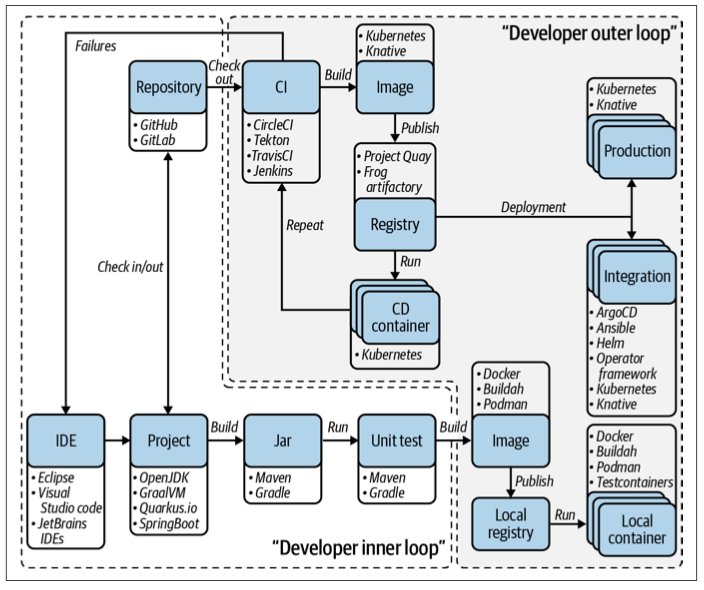 “Developer outer loop”
Failures
Repository
• GitHub
• GitLab
Check
out
CI
• CircleCI
• Tekton
•TravisCI
• Jenkins
Build
• Kubernetes
• Knative
Image
Publish
• Project Quay
• Frog
artifactory
Registry
Run
CD
container
• Kubernetes
Repeat
Deployment
• Kubernetes
• Knative
Production
Integration
• ArgoCD
• Ansible
• Helm
• Operator
framework
• Kubernetes
• Knative
Check in/out
IDE
• Eclipse
• Visual
Studio code
• JetBrains
IDEs
Project
• OpenJDK
• GraalVM
• Quarkus.io
• SpringBoot
Build
Jar
• Maven
• Gradle
Run
Unit test
• Maven
• Gradle
Build
• Docker
• Buildah
• Podman
Image
Publish
Local
registry
Run
• Docker
• Buildah
• Podman
• Testcontainers
Local
container
“Developer inner loop”